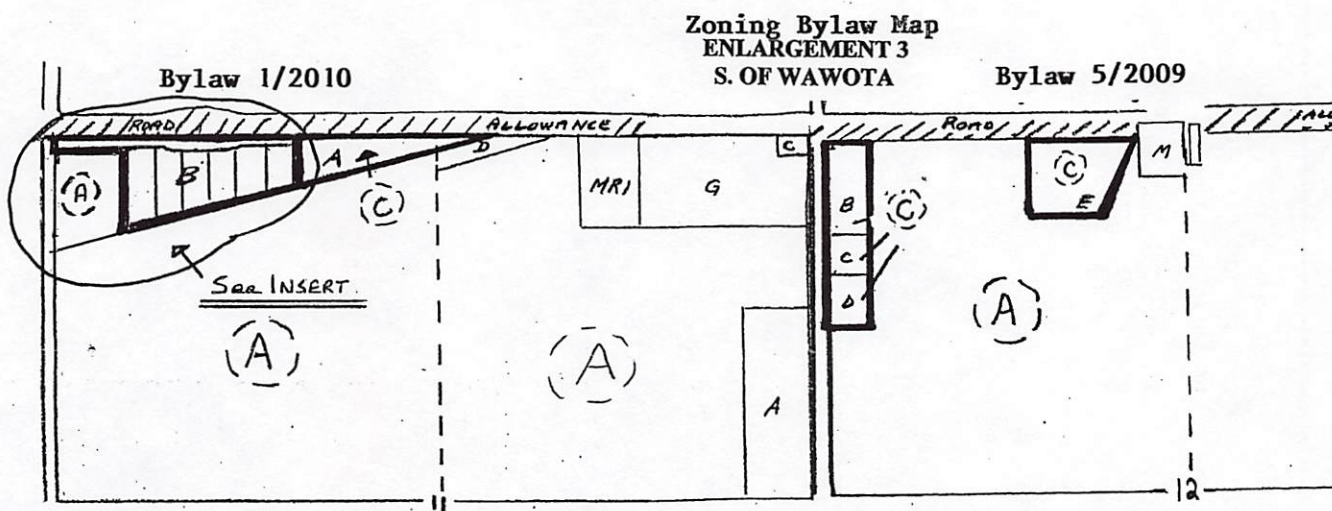 Zoning Bylaw Map
ENLARGEMENT 3
S. OF WAWOTA
Bylaw 1/2010
Bylaw 5/2009
ROAD ALLOWANCE
ROAD
A
B
A
C
D
See INSERT.
A
MR1
G
C
A
A
11
B
C
D
C
C
E
M
A
12